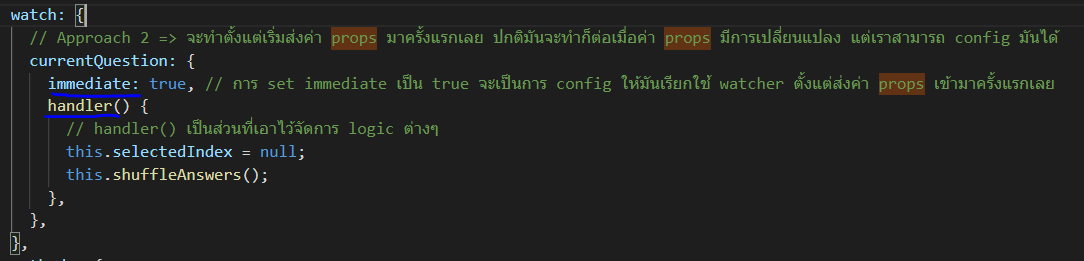 watch: {
// Approach 2 => จะทำตั้งแต่เริ่มส่งค่า props มาครั้งแรกเลย ปกติมันจะทำก็ต่อเมื่อค่า props มีการเปลี่ยนแปลง แต่เราสามารถ config มันได้
currentQuestion: {
immediate: true, // การ set immediate เป็น true จะเป็นการ config ให้มันเรียกใช้ watcher ตั้งแต่ส่งค่า props เข้ามาครั้งแรกเลย
handler() {
// handler() เป็นส่วนที่เอาไว้จัดการ logic ต่างๆ
this.selectedIndex = null;
this.shuffleAnswers();
},
},
},